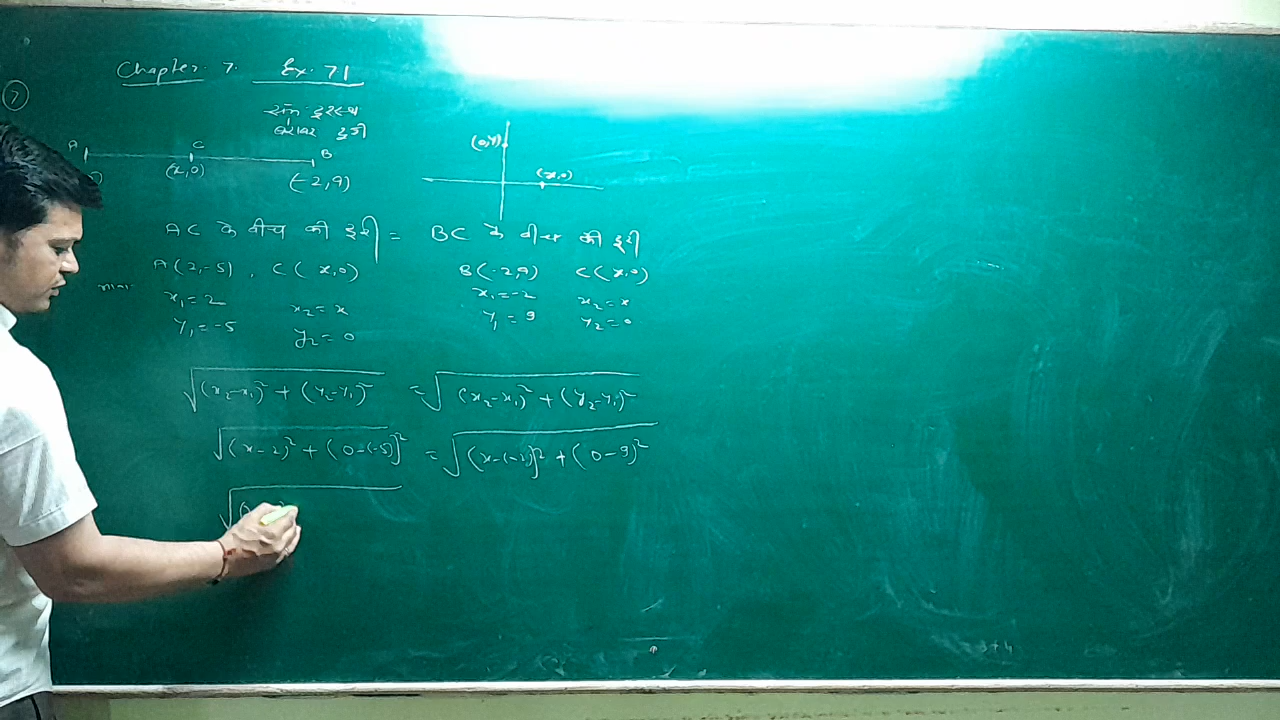 Chapter 7. Ex. 7.1
7
दूरस्थ
बराबर दूरी
A C B
(x,0) (-2,9)
(0,y)
(x,0)
AC के बीच की दूरी = BC के बीच की दूरी
A(2,-5), C(x,0) B(-2,9) C(x,0)
माना x₁=2 x₂=x x₁=-2 x₂=x
y₁=-5 y₂=0 y₁=9 y₂=0
√(x₂-x₁)²+(y₂-y₁)² = √(x₂-x₁)²+(y₂-y₁)²
√(x-2)²+(0-(-5)]² = √(x-(-2)]²+(0-9)²
√(